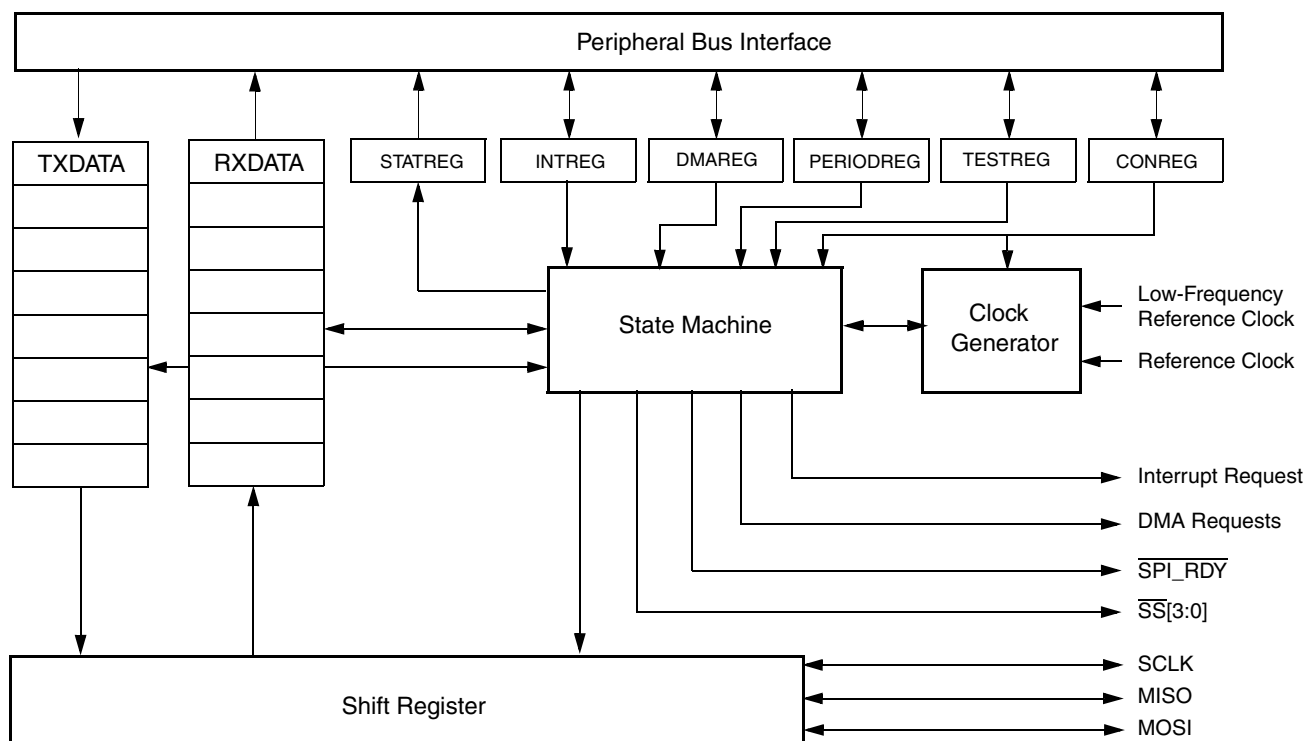 Peripheral Bus Interface
TXDATA
RXDATA
STATREG
INTREG
DMAREG
PERIODREG
TESTREG
CONREG
State Machine
Clock
Generator
Low-Frequency
Reference Clock
Reference Clock
Interrupt Request
DMA Requests
SPI_RDY
SS[3:0]
Shift Register
SCLK
MISO
MOSI